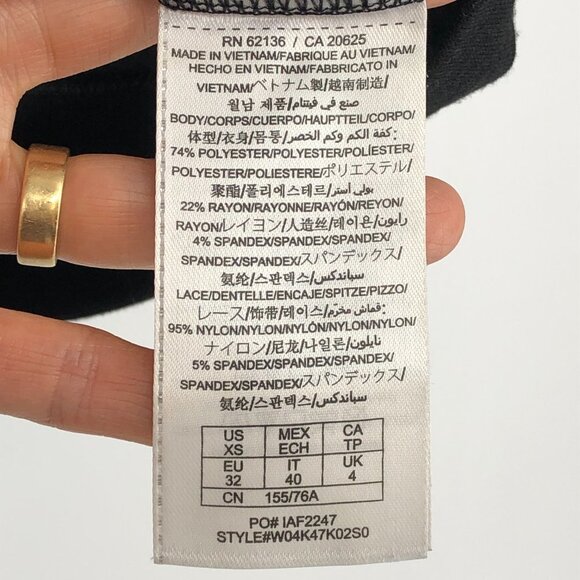 RN 62136 / CA 20625
MADE IN VIETNAM/FABRIQUE AU VIETNAM/
HECHO EN VIETNAM/FABBRICATO IN
VIETNAM/ベトナム製/越南制造/
월남 제품/صنع في فيتنام/
BODY/CORPS/CUERPO/HAUPTTEIL/CORPO/
体型/衣身/몸통/كفة الكم وكم الخصر:
74% POLYESTER/POLYESTER/POLIÉSTER/
POLYESTER/POLIESTERE/ポリエステル/
聚酯/폴리에스테르/بولي أستر/
22% RAYON/RAYONNE/RAYÓN/REYON/
RAYON/レイヨン/人造丝/레이온/رايون/
4% SPANDEX/SPANDEX/SPANDEX/
SPANDEX/SPANDEX/スパンデックス/
氨纶/스판덱스/سباندكس/
LACE/DENTELLE/ENCAJE/SPITZE/PIZZO/
レース/饰带/레이스/قماش مخرم:
95% NYLON/NYLON/NYLÓN/NYLON/NYLON/
ナイロン/尼龙/나일론/نايلون/
5% SPANDEX/SPANDEX/SPANDEX/
SPANDEX/SPANDEX/スパンデックス/
氨纶/스판덱스/سباندكس/
US MEX CA
XS ECH TP
EU IT UK
32 40 4
CN 155/76A
PO# IAF2247
STYLE#W04K47K02S0